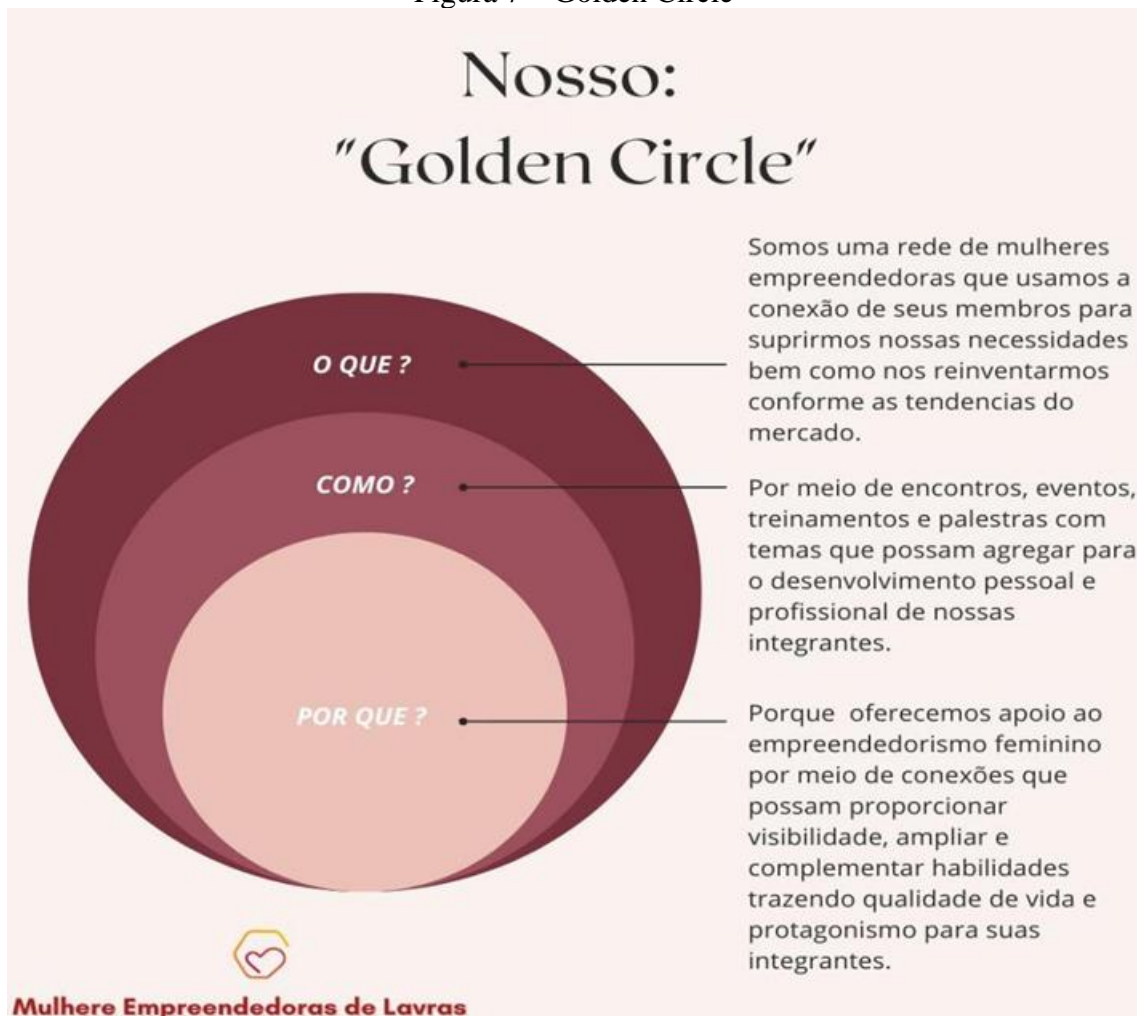 Figura 7 – Golden Circle
Nosso:
"Golden Circle"
O QUE ?
Somos uma rede de mulheres
empreendedoras que usamos a
conexão de seus membros para
suprirmos nossas necessidades
bem como nos reinventarmos
conforme as tendencias do
mercado.
COMO ?
Por meio de encontros, eventos,
treinamentos e palestras com
temas que possam agregar para
o desenvolvimento pessoal e
profissional de nossas
integrantes.
POR QUE ?
Porque oferecemos apoio ao
empreendedorismo feminino
por meio de conexões que
possam proporcionar
visibilidade, ampliar e
complementar habilidades
trazendo qualidade de vida e
protagonismo para suas
integrantes.
Mulhere Empreendedoras de Lavras